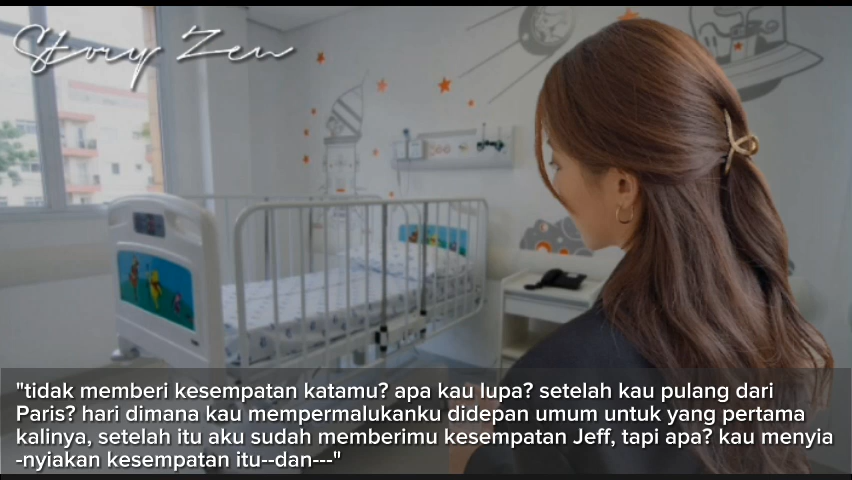 Story Zen
See
"tidak memberi kesempatan katamu? apa kau lupa? setelah kau pulang dari
Paris? hari dimana kau mempermalukanku didepan umum untuk yang pertama
kalinya, setelah itu aku sudah memberimu kesempatan Jeff, tapi apa? kau menyia
-nyiakan kesempatan itu--dan---"